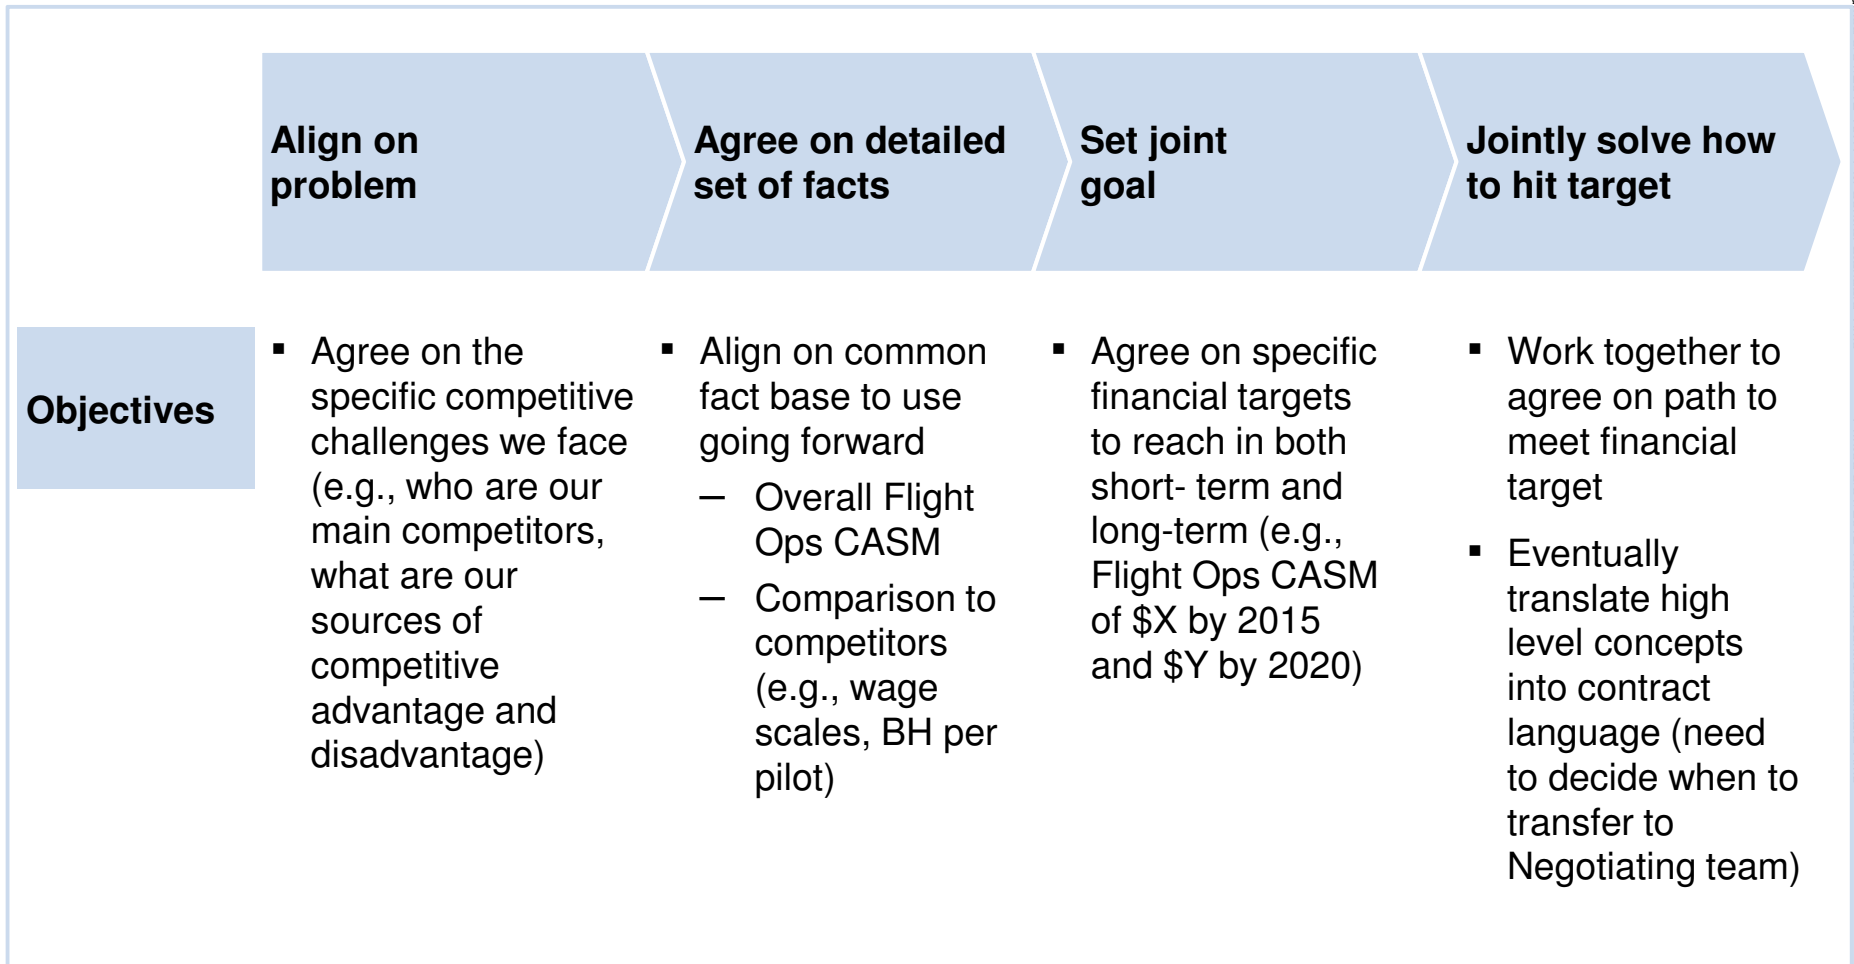 Align on
problem
Agree on detailed
set of facts
Set joint
goal
Jointly solve how
to hit target
Objectives
▪ Agree on the
specific competitive
challenges we face
(e.g., who are our
main competitors,
what are our
sources of
competitive
advantage and
disadvantage)
▪ Align on common
fact base to use
going forward
– Overall Flight
Ops CASM
– Comparison to
competitors
(e.g., wage
scales, BH per
pilot)
▪ Agree on specific
financial targets
to reach in both
short- term and
long-term (e.g.,
Flight Ops CASM
of $X by 2015
and $Y by 2020)
▪ Work together to
agree on path to
meet financial
target
▪ Eventually
translate high
level concepts
into contract
language (need
to decide when to
transfer to
Negotiating team)